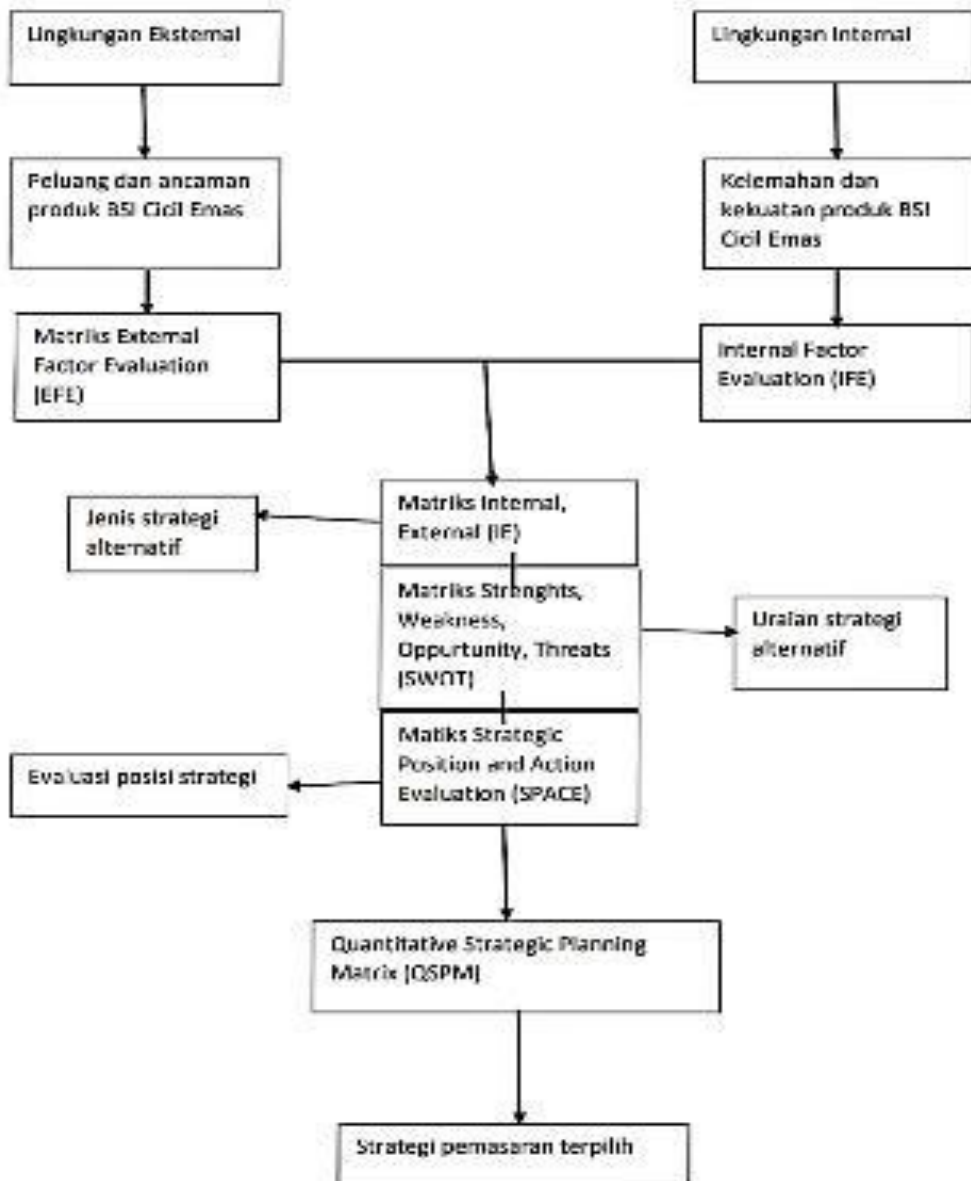 Lingkungan Eksternal
Lingkungan Internal
Peluang dan ancaman
produk BSI Cicil Emas
Kelemahan dan
kekuatan produk BSI
Cicil Emas
Matriks External
Factor Evaluation
(EFE)
Internal Factor
Evaluation (IFE)
Jenis strategi
alternatif
Matriks Internal,
External (IE)
Matriks Strenghts,
Weakness,
Oppurtunity, Threats
(SWOT)
Uraian strategi
alternatif
Evaluasi posisi strategi
Matiks Strategic
Position and Action
Evaluation (SPACE)
Quantitative Strategic Planning
Matrix (QSPM)
Strategi pemasaran terpilih